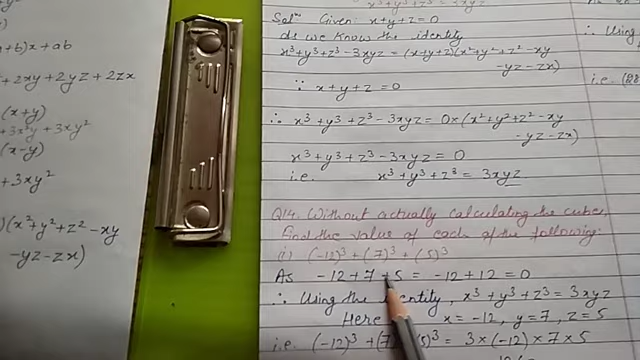 b)x + ab
+ 2xy + 2yz + 2zx
(x+y)
+3x²y + 3xy²
(x-y)
+3xy²
)(x²+y²+z²-xy
-yz-zx)
x³+y³+z³-3xyz
Solⁿ Given: x+y+z=0
As we know the identity
x³+y³+z³-3xyz = (x+y+z)(x²+y²+z²-xy
-yz-zx)
∵ x+y+z=0
∴ x³+y³+z³-3xyz = 0×(x²+y²+z²-xy
-yz-zx)
x³+y³+z³-3xyz = 0
i.e. x³+y³+z³ = 3xyz
Q14. Without actually calculating the cubes,
find the value of each of the following:
(i) (-12)³+(7)³+(5)³
As -12+7+5 = -12+12=0
∴ Using the identity, x³+y³+z³=3xyz
Here x=-12, y=7, z=5
i.e. (-12)³+(7)³+(5)³ = 3×(-12)×7×5
∴ Using
i.e. (28